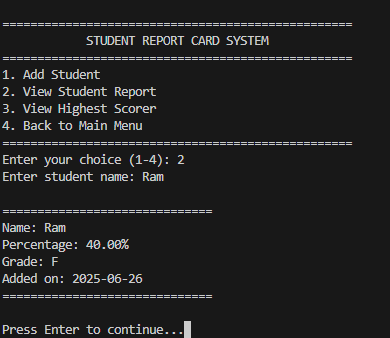 ==================================================
STUDENT REPORT CARD SYSTEM
==================================================
1. Add Student
2. View Student Report
3. View Highest Scorer
4. Back to Main Menu
==================================================
Enter your choice (1-4): 2
Enter student name: Ram
==============================
Name: Ram
Percentage: 40.00%
Grade: F
Added on: 2025-06-26
==============================
Press Enter to continue...